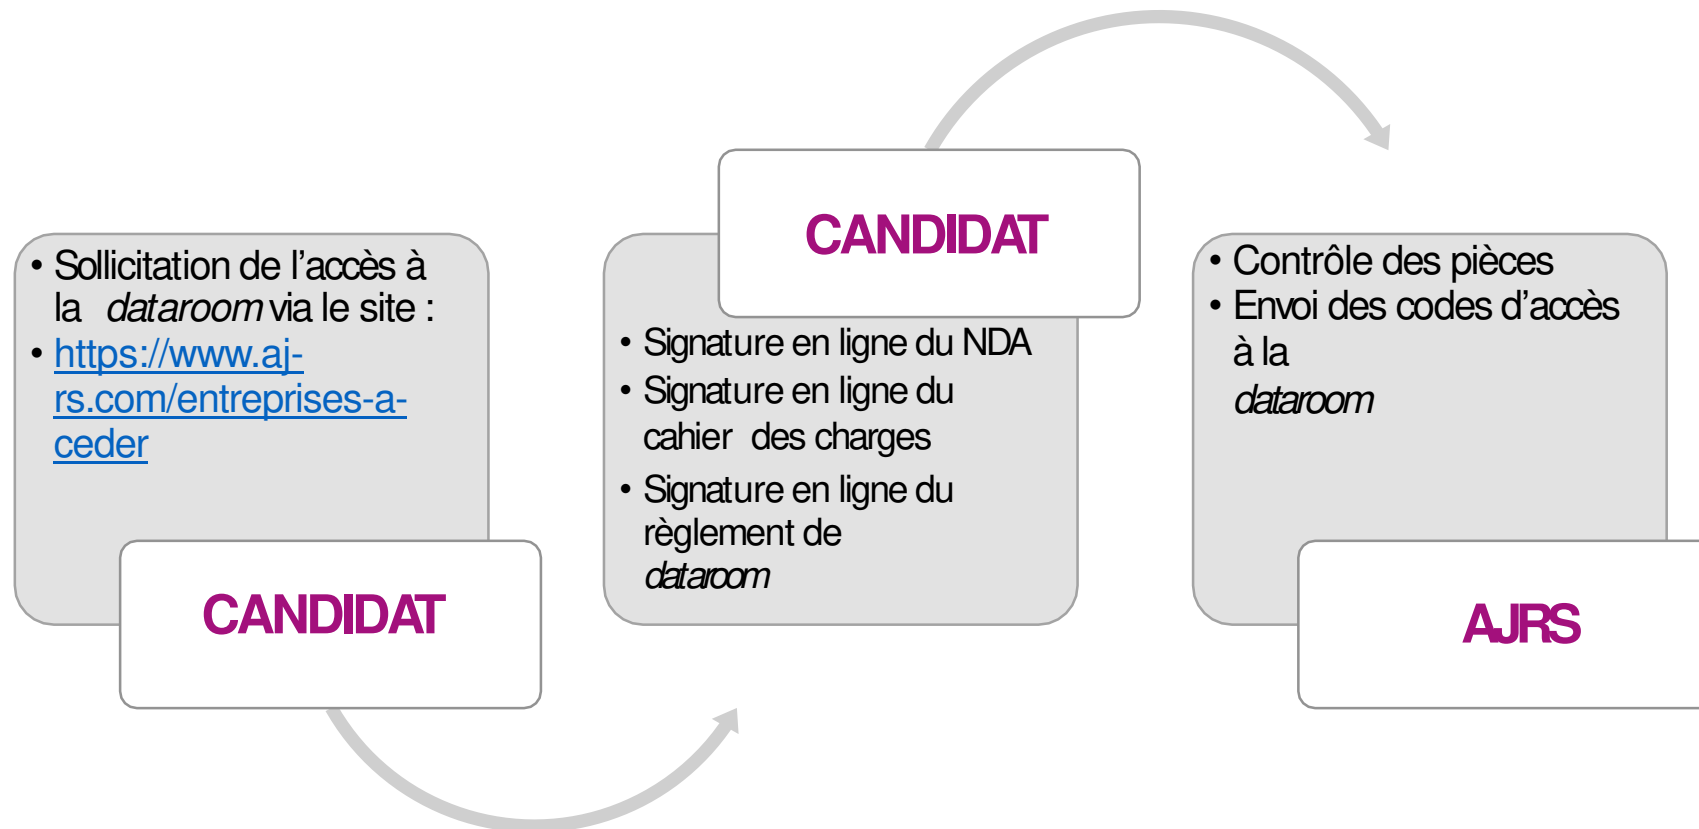 • Sollicitation de l’accès à
la dataroom via le site :
• https://www.aj-
rs.com/entreprises-a-
ceder
CANDIDAT
CANDIDAT
• Signature en ligne du NDA
• Signature en ligne du
cahier des charges
• Signature en ligne du
règlement de
dataroom
• Contrôle des pièces
• Envoi des codes d’accès
à la
dataroom
AJRS